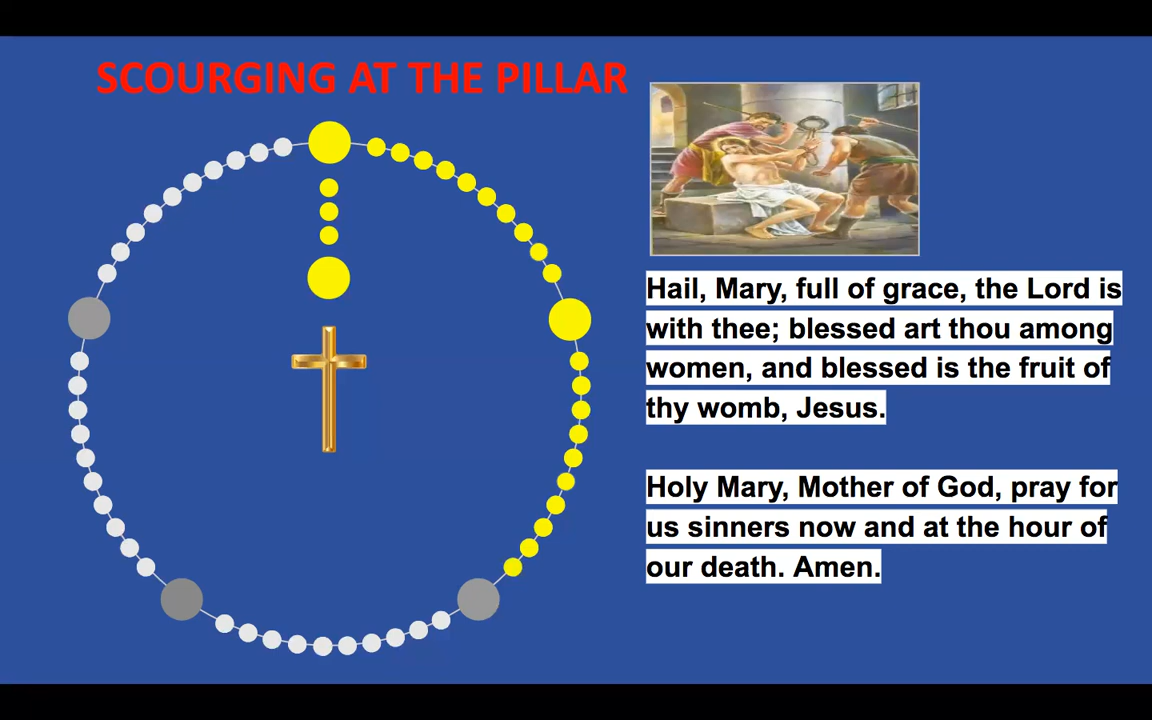 SCOURGING AT THE PILLAR
Hail, Mary, full of grace, the Lord is
with thee; blessed art thou among
women, and blessed is the fruit of
thy womb, Jesus.
Holy Mary, Mother of God, pray for
us sinners now and at the hour of
our death. Amen.